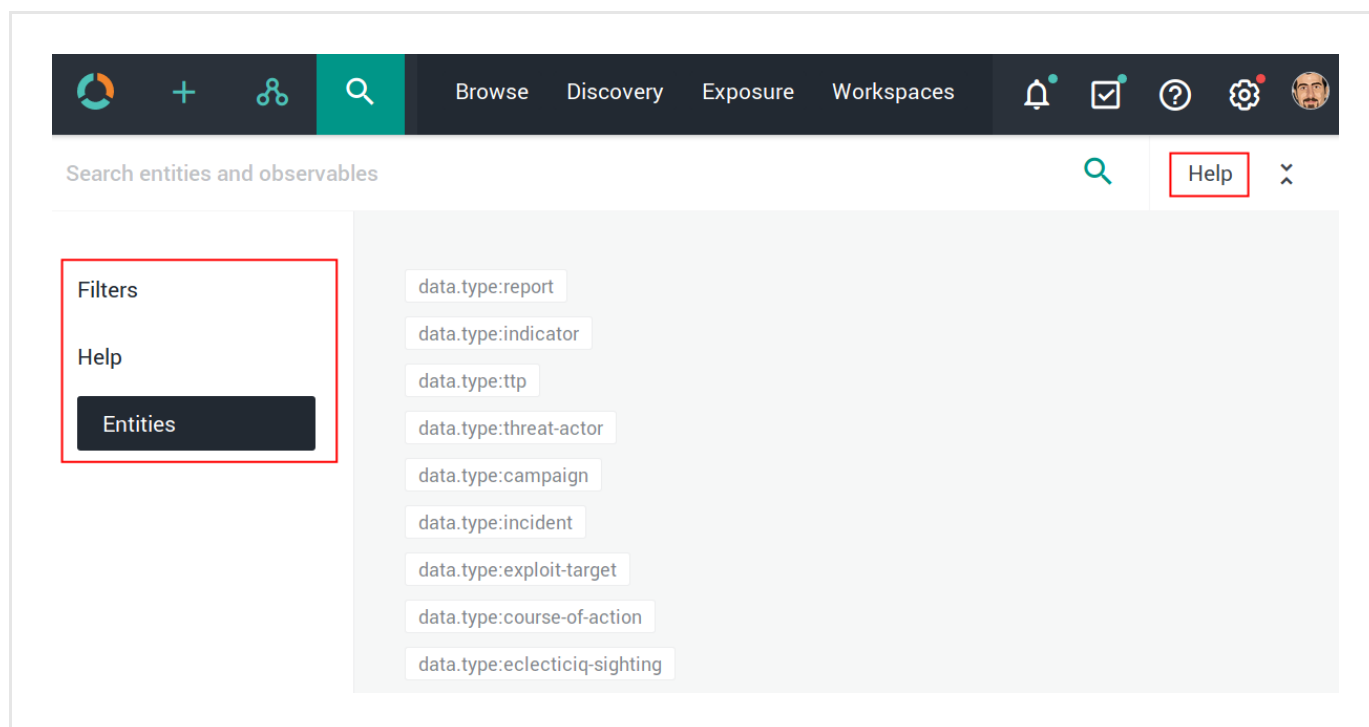 Browse Discovery Exposure Workspaces
Search entities and observables
Help
Filters
Help
Entities
data.type:report
data.type:indicator
data.type:ttp
data.type:threat-actor
data.type:campaign
data.type:incident
data.type:exploit-target
data.type:course-of-action
data.type:eclecticiq-sighting